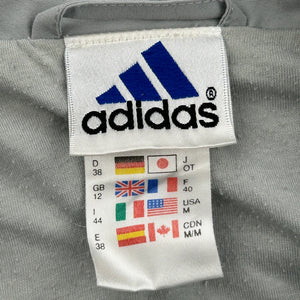 adidas ®
D 38 J OT
GB 12 F 40
I 44 USA M
E 38 CDN M/M